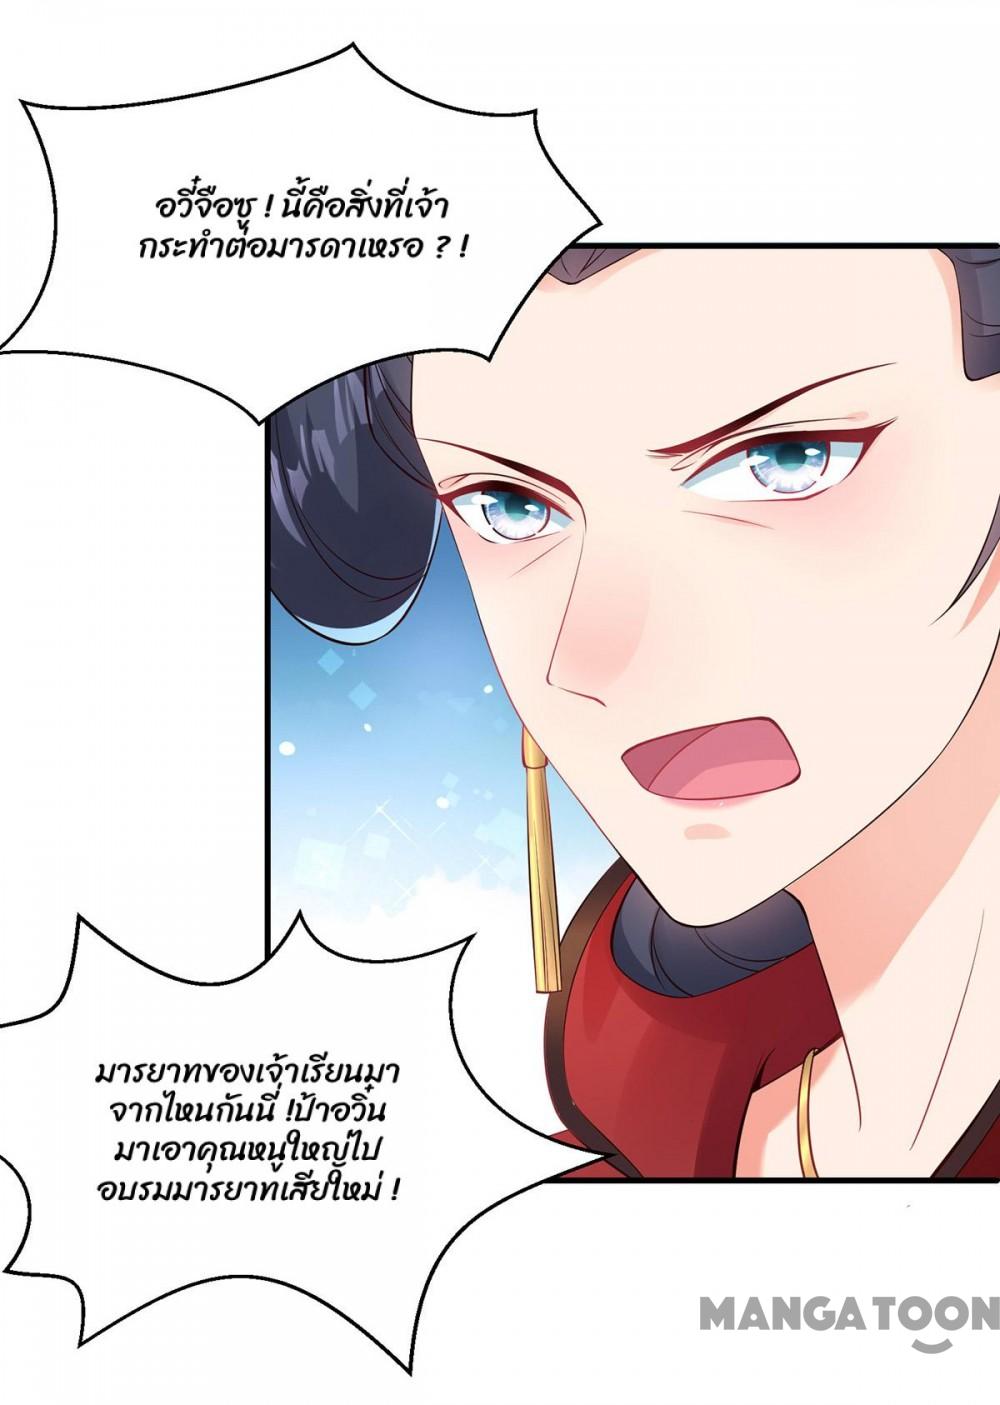 อวี๋จือซู ! นี้คือสิ่งที่เจ้า
กระทำต่อมารดาเหรอ ? !
มารยาทของเจ้าเรียนมา
จากไหนกันนี่ !ป้าอวิ๋น
มาเอาคุณหนูใหญ่ไป
อบรมมารยาทเสียใหม่ !
MANGA TOON